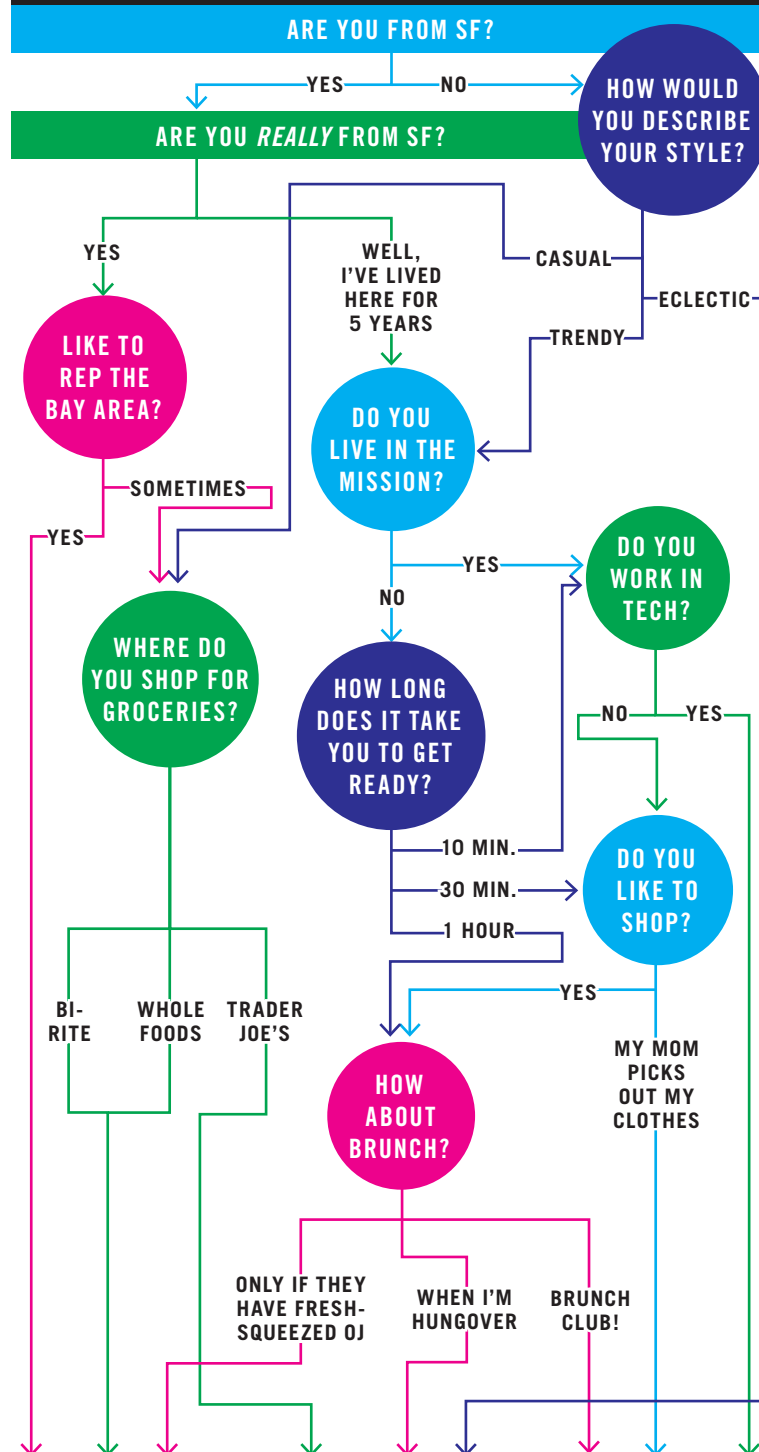 ARE YOU FROM SF?
YES
NO
HOW WOULD
YOU DESCRIBE
YOUR STYLE?
ARE YOU REALLY FROM SF?
YES
WELL,
I'VE LIVED
HERE FOR
5 YEARS
CASUAL
ECLECTIC
TRENDY
LIKE TO
REP THE
BAY AREA?
DO YOU
LIVE IN THE
MISSION?
SOMETIMES
YES
YES
NO
DO YOU
WORK IN
TECH?
WHERE DO
YOU SHOP FOR
GROCERIES?
HOW LONG
DOES IT TAKE
YOU TO GET
READY?
NO
YES
10 MIN.
30 MIN.
1 HOUR
DO YOU
LIKE TO
SHOP?
BI-
RITE
WHOLE
FOODS
TRADER
JOE'S
YES
MY MOM
PICKS
OUT MY
CLOTHES
HOW
ABOUT
BRUNCH?
ONLY IF THEY
HAVE FRESH-
SQUEEZED OJ
WHEN I'M
HUNGOVER
BRUNCH
CLUB!